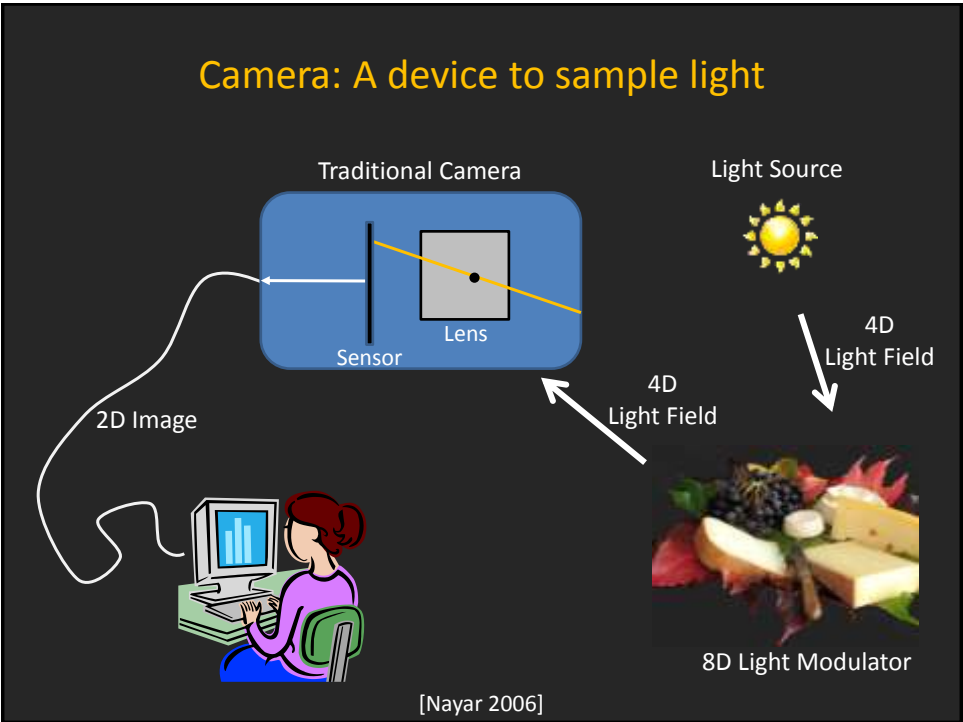 Camera: A device to sample light
Traditional Camera
Light Source
Lens
Sensor
4D
Light Field
4D
Light Field
2D Image
8D Light Modulator
[Nayar 2006]